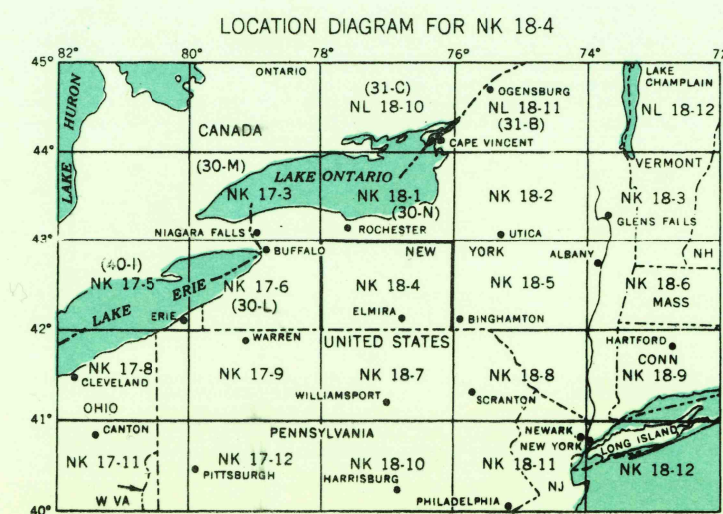 LOCATION DIAGRAM FOR NK 18-4
82° 80° 78° 76° 74° 72
45°
ONTARIO
LAKE CHAMPLAIN
(31-C)
NL 18-10
OGENSBURG
NL 18-11
(31-B)
NL 18-12
LAKE HURON
CANADA
CAPE VINCENT
44°
(30-M)
LAKE ONTARIO
VERMONT
NK 17-3
NK 18-1
(30-N)
NK 18-2
NK 18-3
GLENS FALLS
NIAGARA FALLS
ROCHESTER
UTICA
43°
BUFFALO
NEW YORK
ALBANY
NH
(40-I)
NK 17-5
NK 17-6
(30-L)
NK 18-4
NK 18-5
NK 18-6
MASS
LAKE ERIE
ERIE
ELMIRA
BINGHAMTON
42°
WARREN
UNITED STATES
HARTFORD
CONN
NK 17-8
CLEVELAND
NK 17-9
NK 18-7
NK 18-8
NK 18-9
WILLIAMSPORT
SCRANTON
41°
OHIO
CANTON
PENNSYLVANIA
NEWARK
NEW YORK
LONG ISLAND
NK 17-11
NK 17-12
PITTSBURGH
NK 18-10
HARRISBURG
NK 18-11
NK 18-12
W VA
NJ
PHILADELPHIA
40°